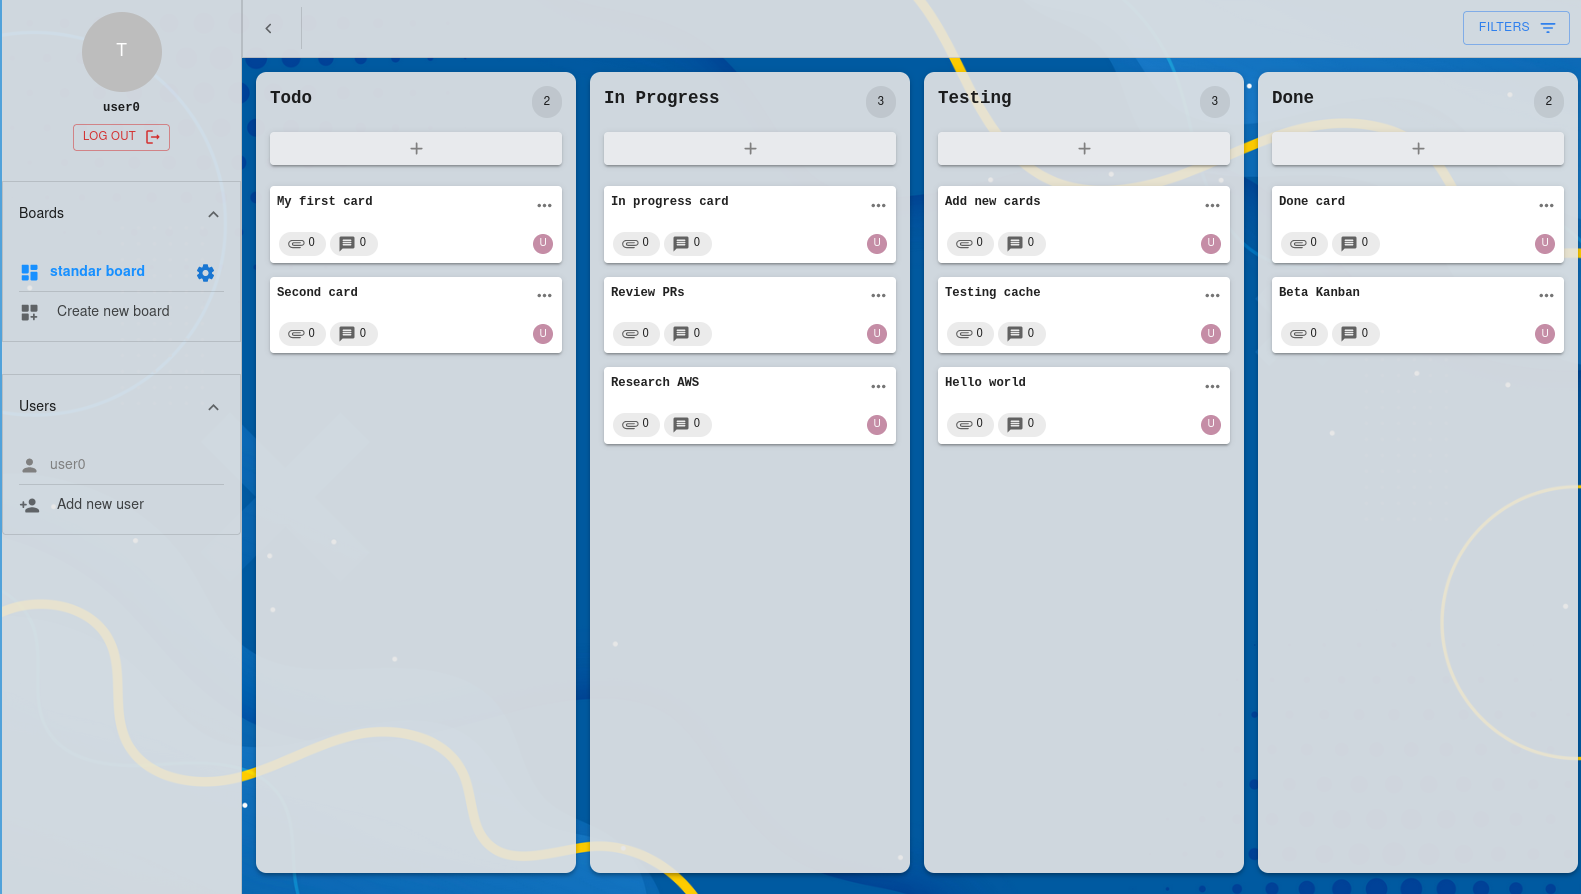 T
user0
LOG OUT
Boards
standar board
Create new board
Users
user0
Add new user
FILTERS
Todo
2
My first card
0 0
U
Second card
0 0
U
In Progress
3
In progress card
0 0
U
Review PRs
0 0
U
Research AWS
0 0
U
Testing
3
Add new cards
0 0
U
Testing cache
0 0
U
Hello world
0 0
U
Done
2
Done card
0 0
U
Beta Kanban
0 0
U